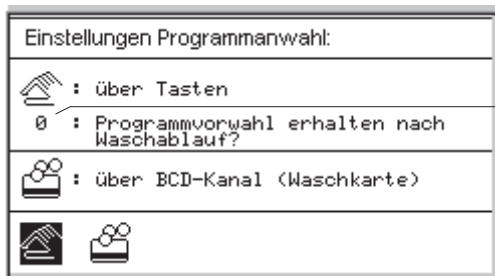 Einstellungen Programmanwahl:
: über Tasten
0 : Programmvorwahl erhalten nach
Waschablauf?
: über BCD-Kanal (Waschkarte)